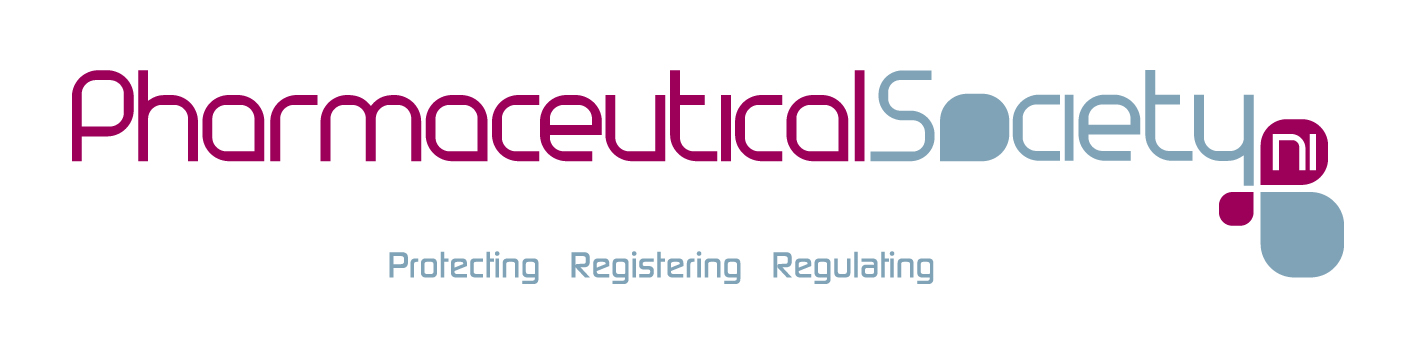 PharmaceuticalSociety NI
Protecting Registering Regulating